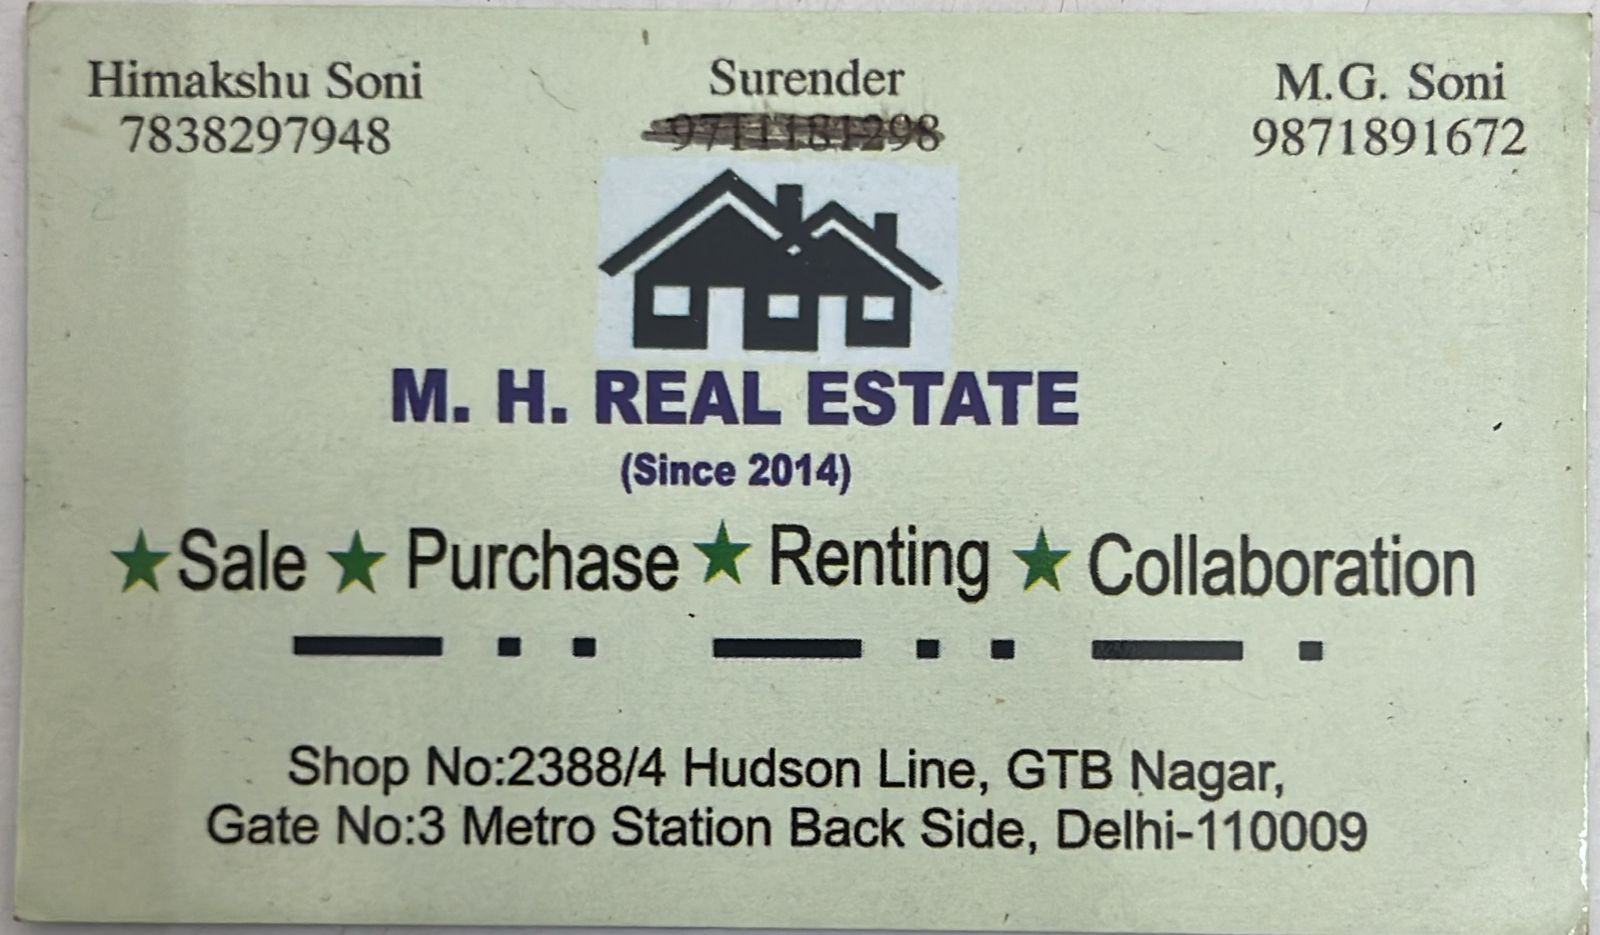 Himakshu Soni
7838297948
Surender
9711181298
M.G. Soni
9871891672
M. H. REAL ESTATE
(Since 2014)
Sale Purchase Renting Collaboration
Shop No:2388/4 Hudson Line, GTB Nagar,
Gate No:3 Metro Station Back Side, Delhi-110009